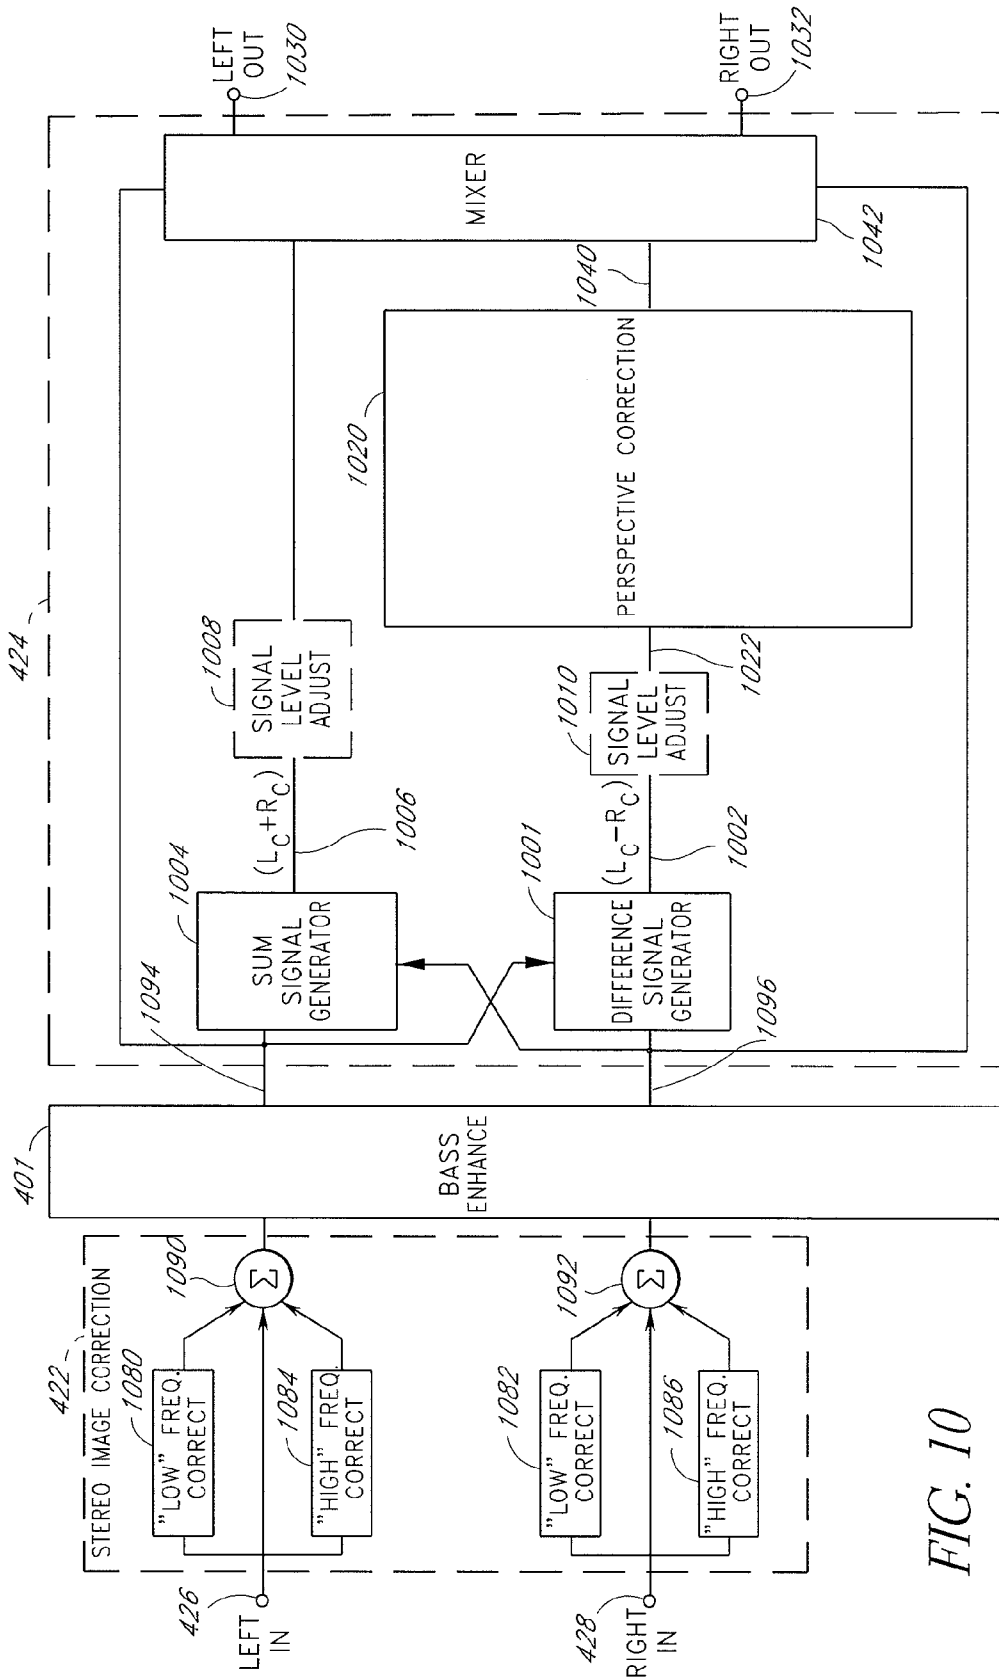 422
STEREO IMAGE CORRECTION
426
LEFT
IN
1080
"LOW" FREQ.
CORRECT
1084
"HIGH" FREQ.
CORRECT
1090
Σ
428
RIGHT
IN
1082
"LOW" FREQ.
CORRECT
1086
"HIGH" FREQ.
CORRECT
1092
Σ
401
BASS
ENHANCE
424
1094
1096
1004
SUM
SIGNAL
GENERATOR
(L_C+R_C)
1006
1008
SIGNAL
LEVEL
ADJUST
1001
DIFFERENCE
SIGNAL
GENERATOR
(L_C-R_C)
1002
1010
SIGNAL
LEVEL
ADJUST
1022
1020
PERSPECTIVE CORRECTION
1040
MIXER
1042
LEFT
OUT
1030
RIGHT
OUT
1032
FIG. 10